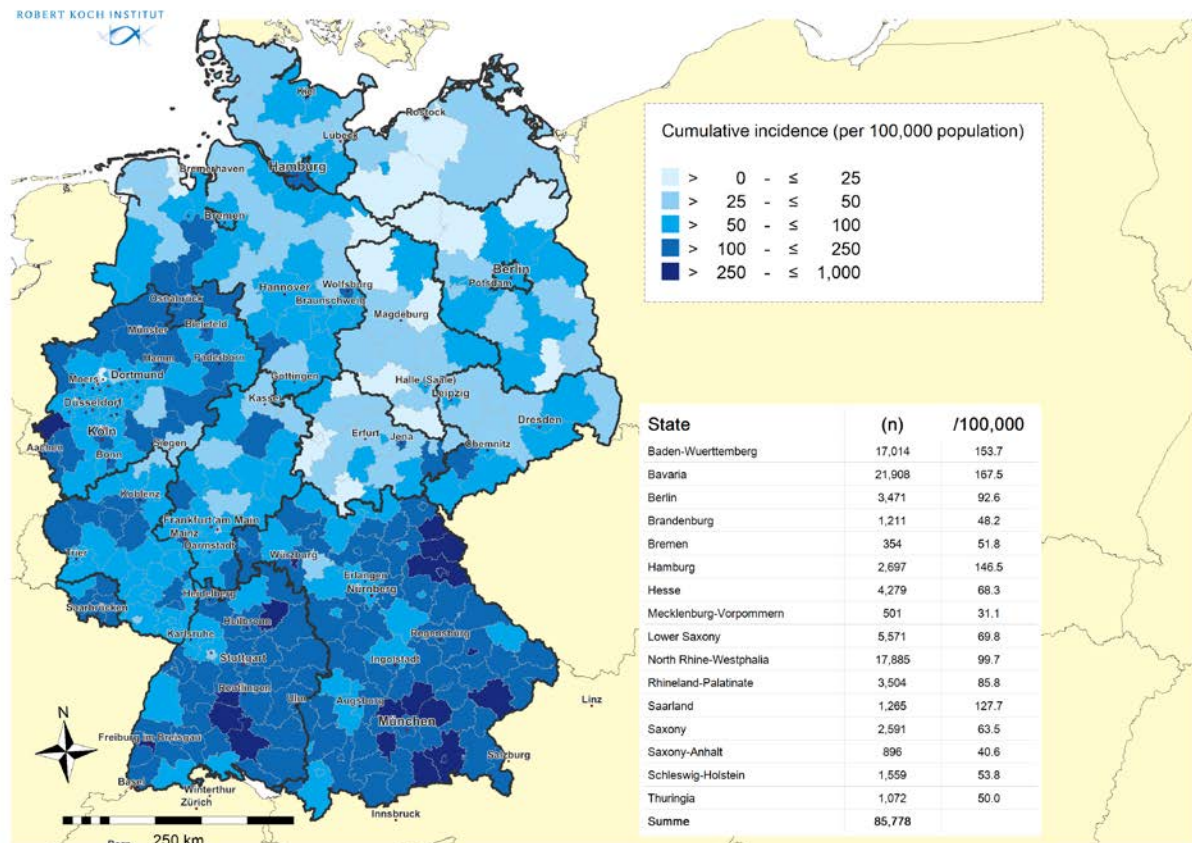 ROBERT KOCH INSTITUT
Cumulative incidence (per 100,000 population)
> 0 - ≤ 25
> 25 - ≤ 50
> 50 - ≤ 100
> 100 - ≤ 250
> 250 - ≤ 1,000
Kiel
Rostock
Lübeck
Bremerhaven
Hamburg
Bremen
Berlin
Potsdam
Hannover
Wolfsburg
Braunschweig
Osnabrück
Magdeburg
Münster
Bielefeld
Hamm
Paderborn
Moers
Dortmund
Göttingen
Halle (Saale)
Leipzig
Düsseldorf
Kassel
Dresden
Köln
Erfurt
Jena
Aachen
Siegen
Chemnitz
Bonn
Koblenz
Frankfurt am Main
Mainz
Darmstadt
Würzburg
Trier
Erlangen
Nürnberg
Heidelberg
Saarbrücken
Heilbronn
Karlsruhe
Regensburg
Stuttgart
Ingolstadt
Reutlingen
Ulm
Augsburg
München
Linz
Freiburg im Breisgau
Salzburg
Basel
Winterthur
Zürich
Innsbruck
N
250 km
State (n) /100,000
Baden-Wuerttemberg 17,014 153.7
Bavaria 21,908 167.5
Berlin 3,471 92.6
Brandenburg 1,211 48.2
Bremen 354 51.8
Hamburg 2,697 146.5
Hesse 4,279 68.3
Mecklenburg-Vorpommern 501 31.1
Lower Saxony 5,571 69.8
North Rhine-Westphalia 17,885 99.7
Rhineland-Palatinate 3,504 85.8
Saarland 1,265 127.7
Saxony 2,591 63.5
Saxony-Anhalt 896 40.6
Schleswig-Holstein 1,559 53.8
Thuringia 1,072 50.0
Summe 85,778